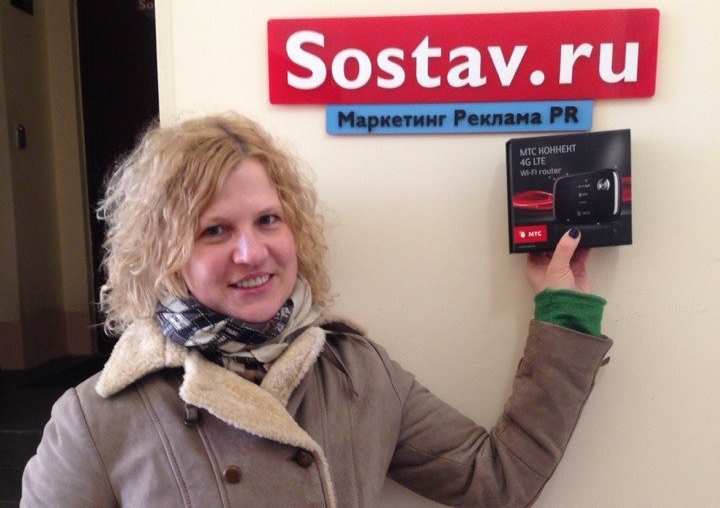 Sostav.ru
Маркетинг Реклама PR
МТС КОННЕКТ
4G LTE
Wi-Fi router
МТС